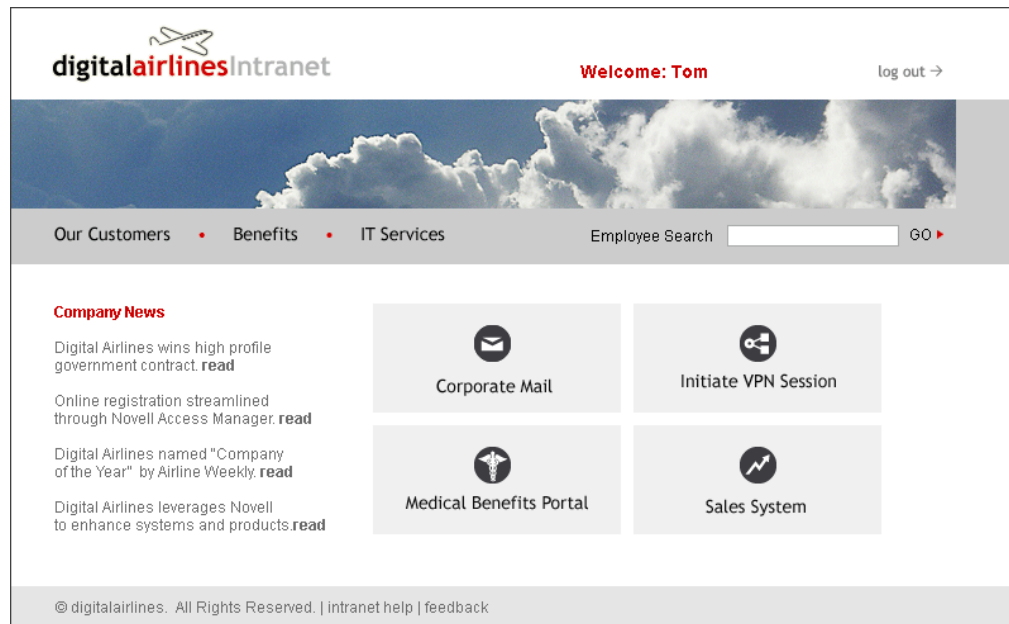 digitalairlinesIntranet
Welcome: Tom
log out →
Our Customers • Benefits • IT Services
Employee Search GO
Company News
Digital Airlines wins high profile
government contract. read
Online registration streamlined
through Novell Access Manager. read
Digital Airlines named "Company
of the Year" by Airline Weekly. read
Digital Airlines leverages Novell
to enhance systems and products.read
Corporate Mail
Initiate VPN Session
Medical Benefits Portal
Sales System
© digitalairlines. All Rights Reserved. | intranet help | feedback